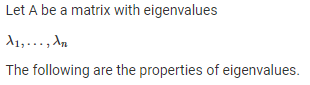 Let A be a matrix with eigenvalues
λ₁, . . . , λₙ
The following are the properties of eigenvalues.